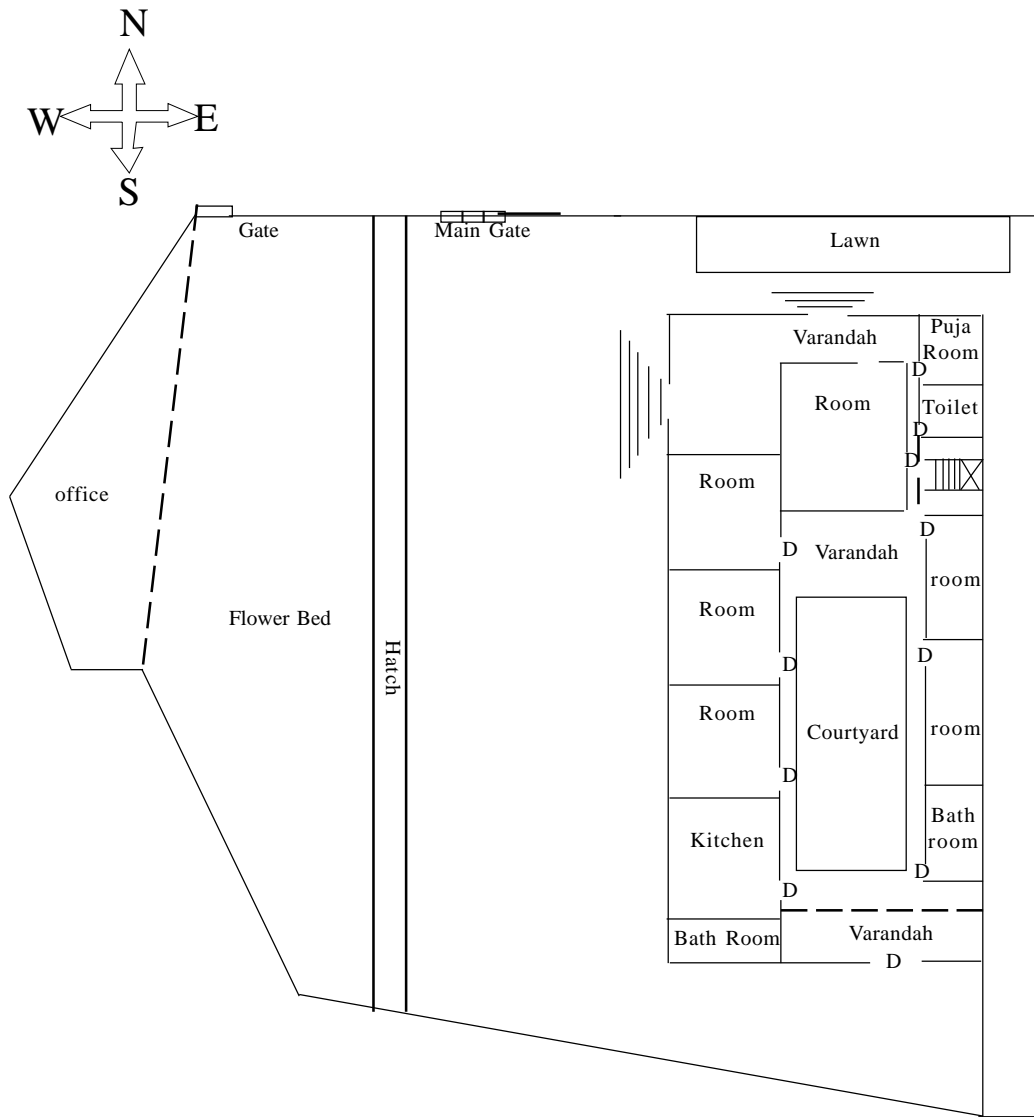 N
W E
S
Gate
Main Gate
Lawn
Varandah
Puja
Room
D
Room
Toilet
D
D
Room
office
D
Varandah
D
room
Room
Flower Bed
Hatch
D
D
Room
Courtyard
room
D
Kitchen
Bath
room
D
D
Bath Room
Varandah
D